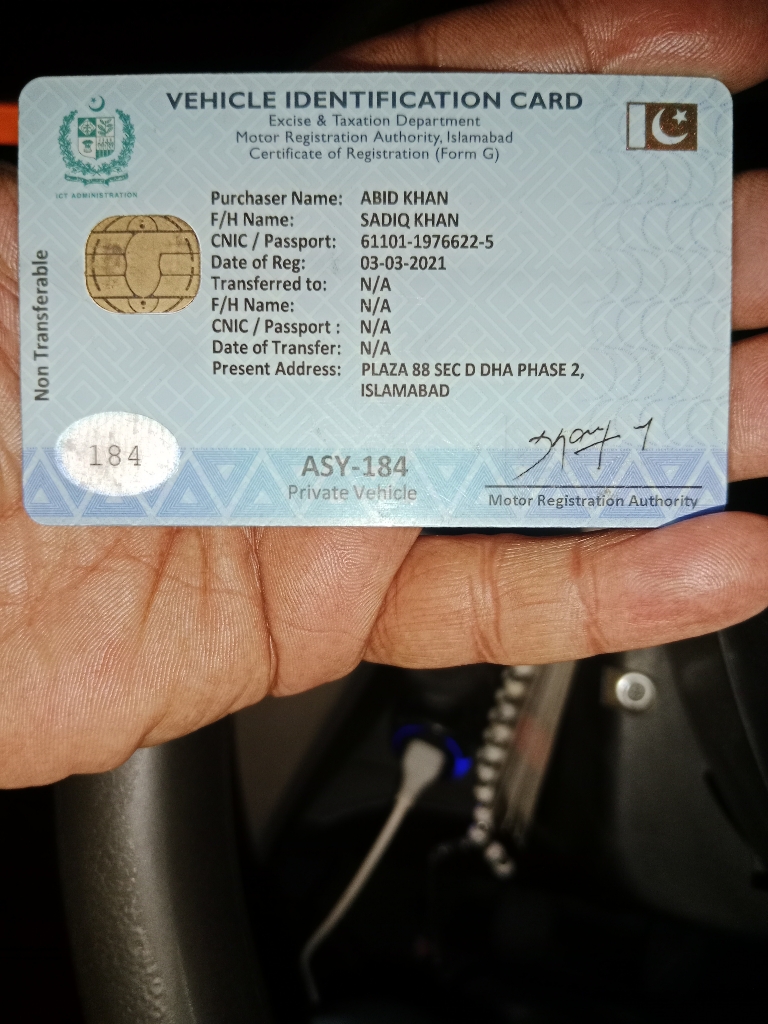 VEHICLE IDENTIFICATION CARD
Excise & Taxation Department
Motor Registration Authority, Islamabad
Certificate of Registration (Form G)
ICT ADMINISTRATION
Purchaser Name: ABID KHAN
F/H Name: SADIQ KHAN
CNIC / Passport: 61101-1976622-5
Date of Reg: 03-03-2021
Transferred to: N/A
F/H Name: N/A
CNIC / Passport : N/A
Date of Transfer: N/A
Present Address: PLAZA 88 SEC D DHA PHASE 2,
ISLAMABAD
Non Transferable
184
ASY-184
Private Vehicle
Motor Registration Authority